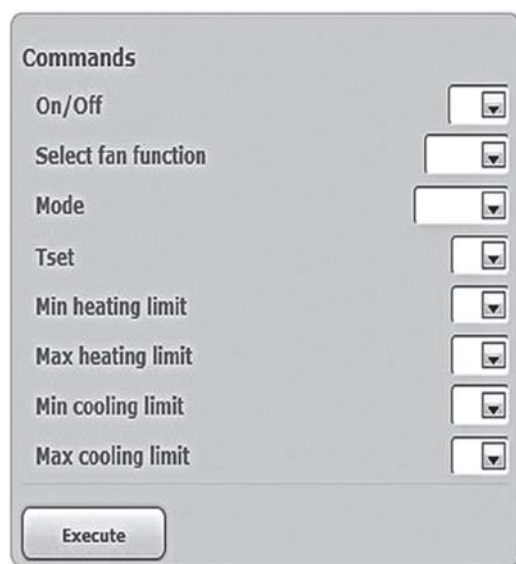 Commands
On/Off
Select fan function
Mode
Tset
Min heating limit
Max heating limit
Min cooling limit
Max cooling limit
Execute